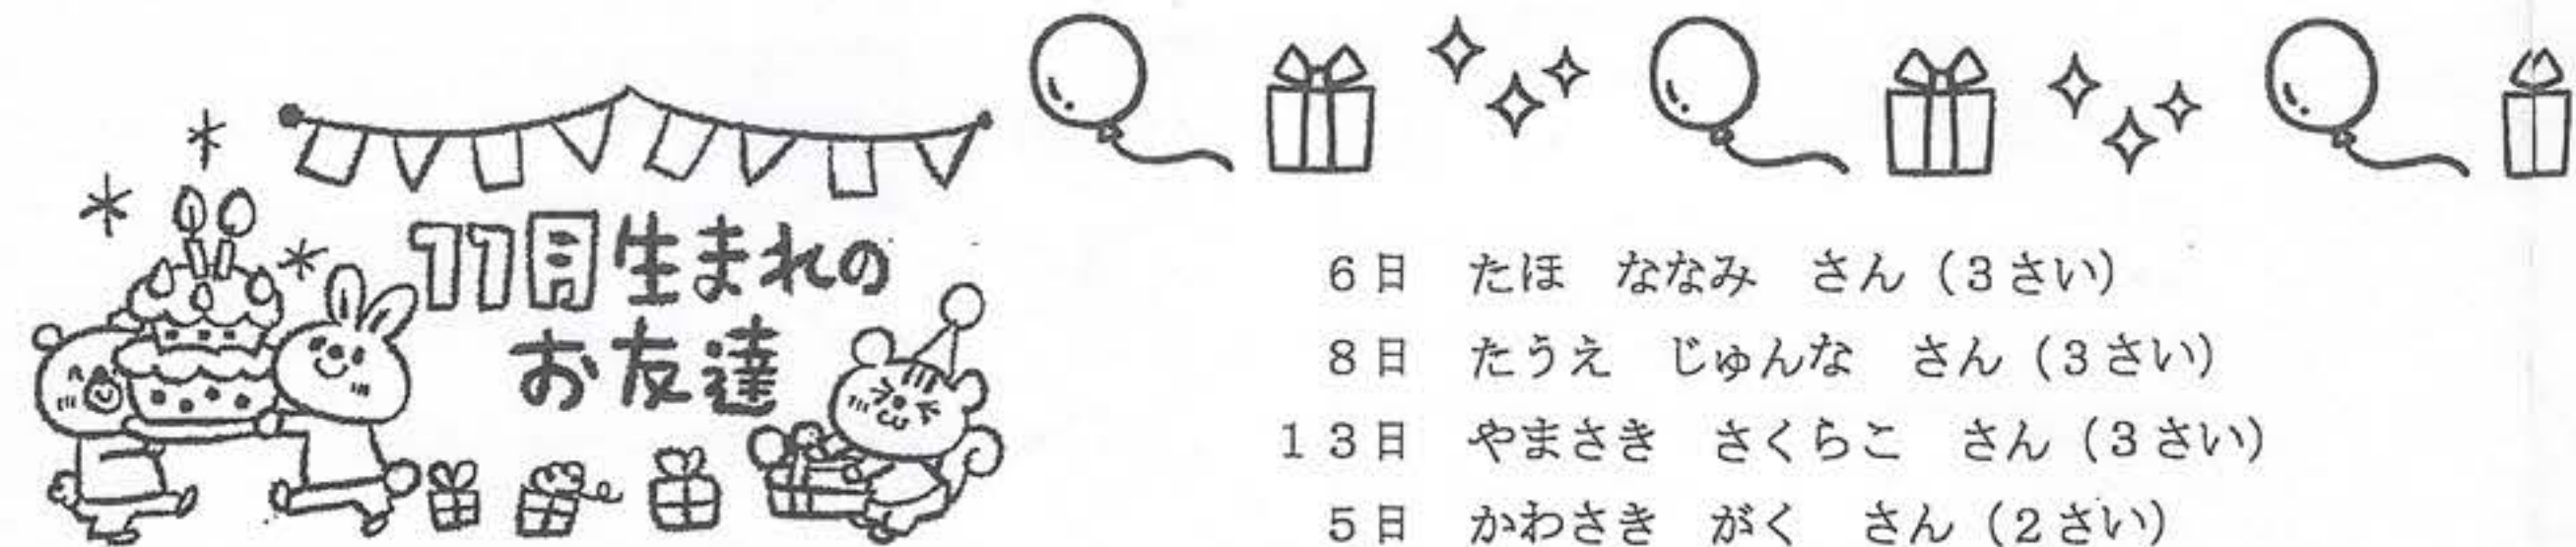 11月生まれの
お友達
6日 たほ ななみ さん（3さい）
8日 たうえ じゅんな さん（3さい）
13日 やまさき さくらこ さん（3さい）
5日 かわさき がく さん（2さい）